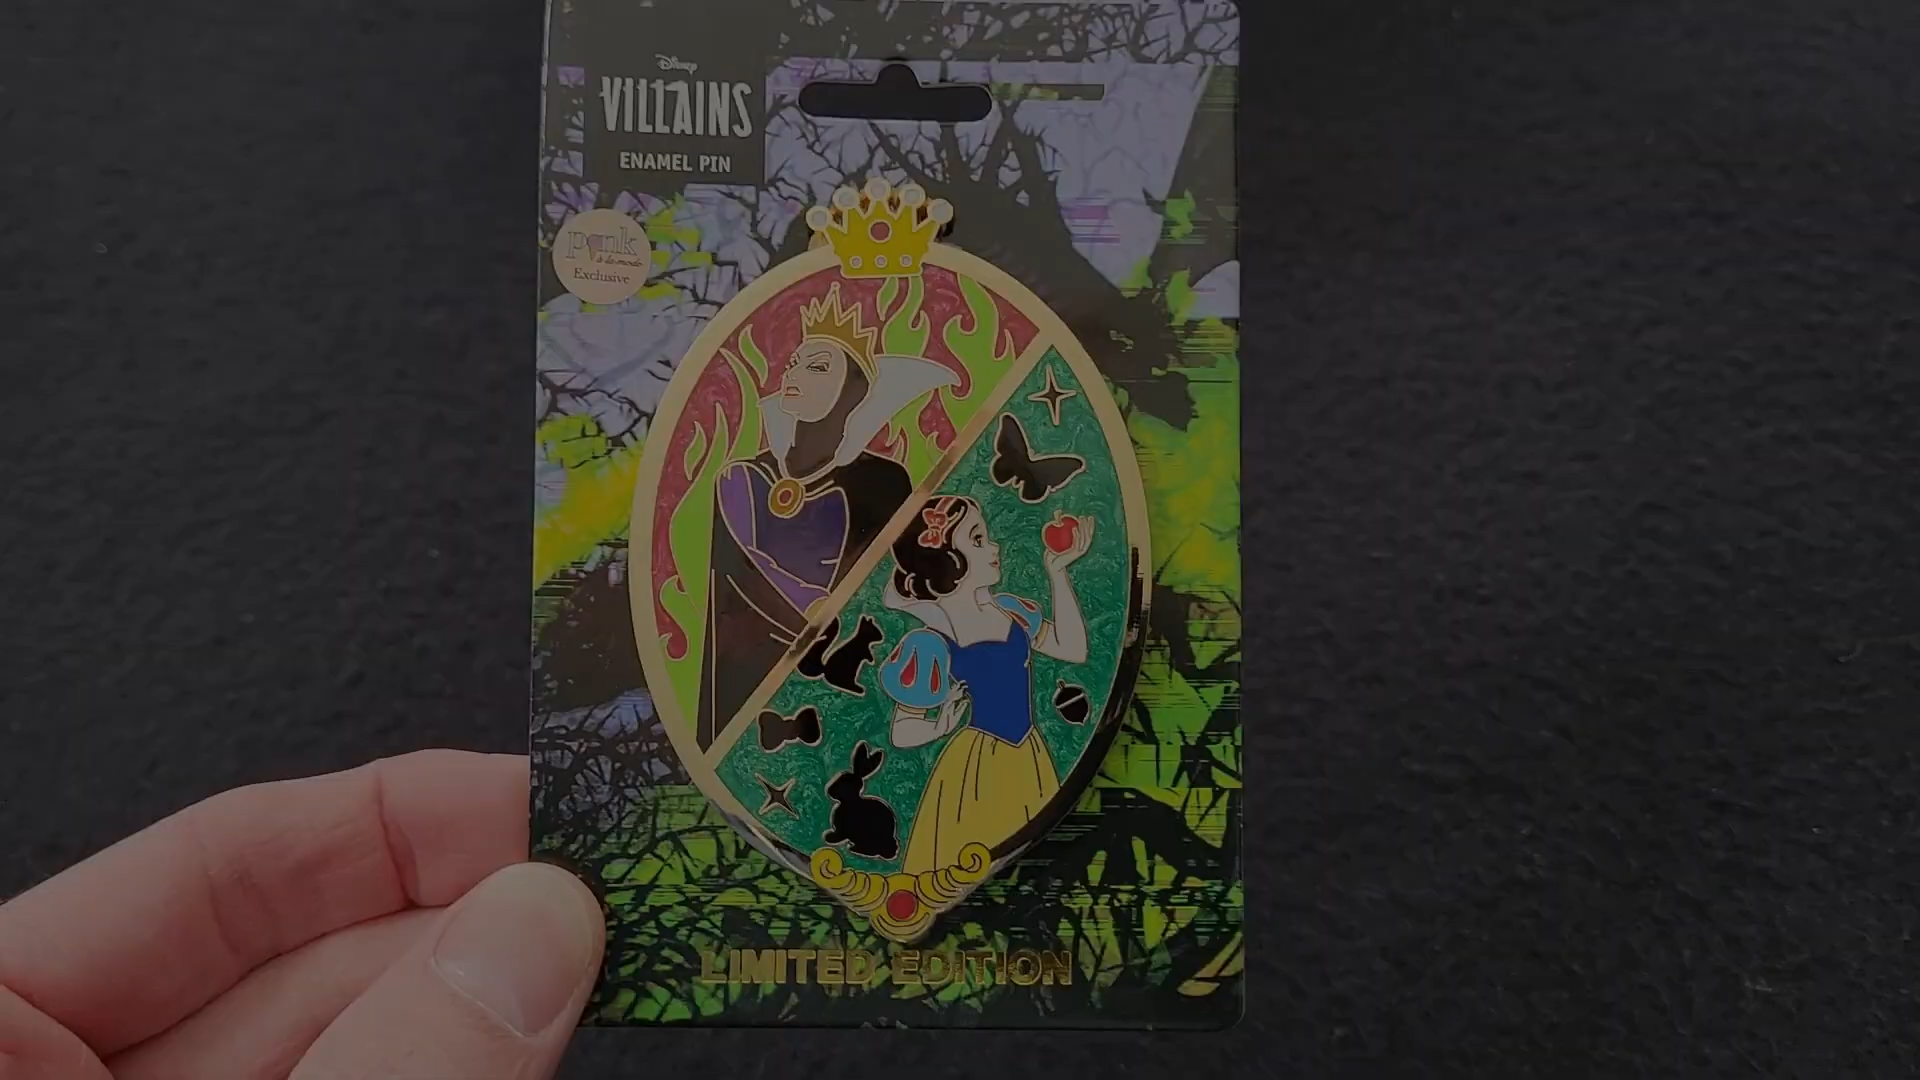 Disney
VILLAINS
ENAMEL PIN
pink
à la mode
Exclusive
LIMITED EDITION